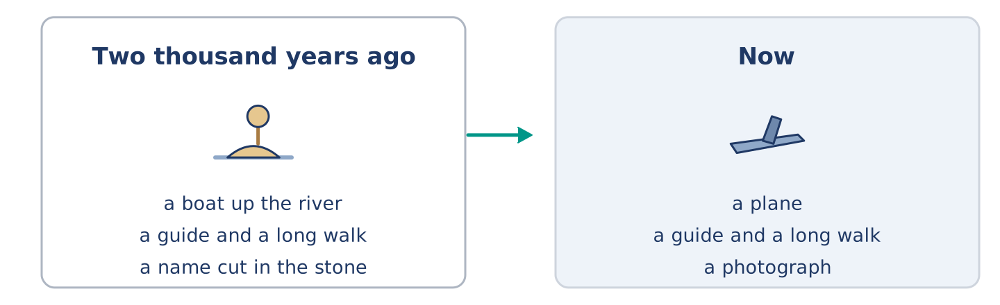 Two thousand years ago
a boat up the river
a guide and a long walk
a name cut in the stone
Now
a plane
a guide and a long walk
a photograph